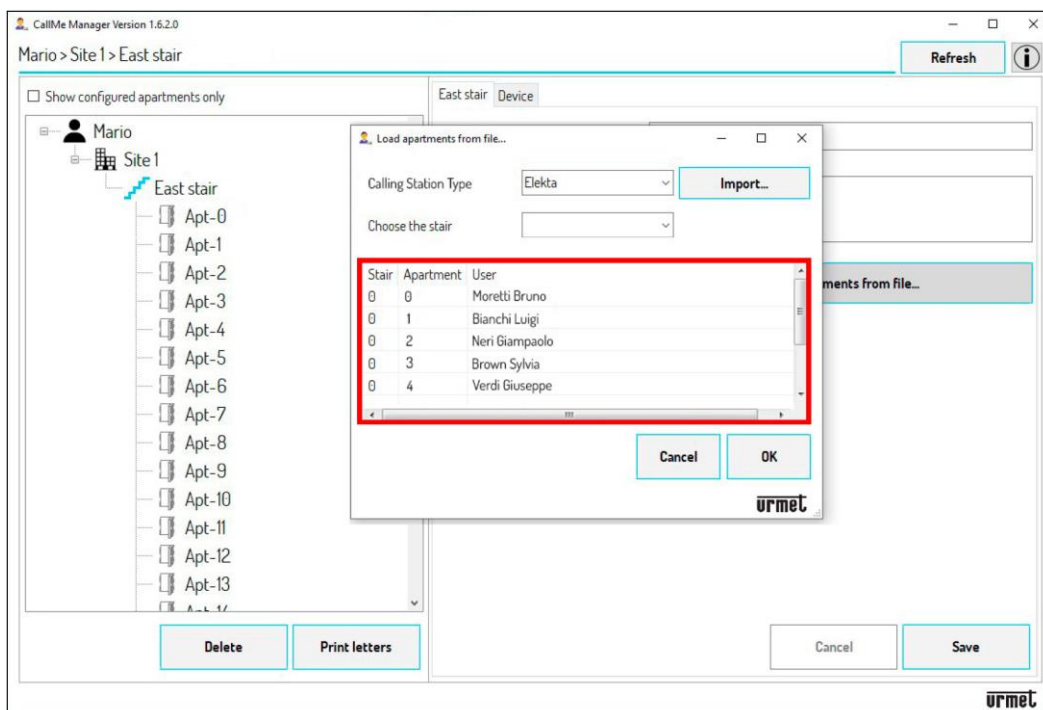 CallMe Manager Version 1.6.2.0
Mario > Site 1 > East stair
Refresh
Show configured apartments only
Mario
Site 1
East stair
Apt-0
Apt-1
Apt-2
Apt-3
Apt-4
Apt-5
Apt-6
Apt-7
Apt-8
Apt-9
Apt-10
Apt-11
Apt-12
Apt-13
Delete
Print letters
East stair Device
Load apartments from file...
Calling Station Type Elekta Import...
Choose the stair
Stair Apartment User
0 0 Moretti Bruno
0 1 Bianchi Luigi
0 2 Neri Giampaolo
0 3 Brown Sylvia
0 4 Verdi Giuseppe
Cancel OK
urmet
from file...
Cancel Save
urmet